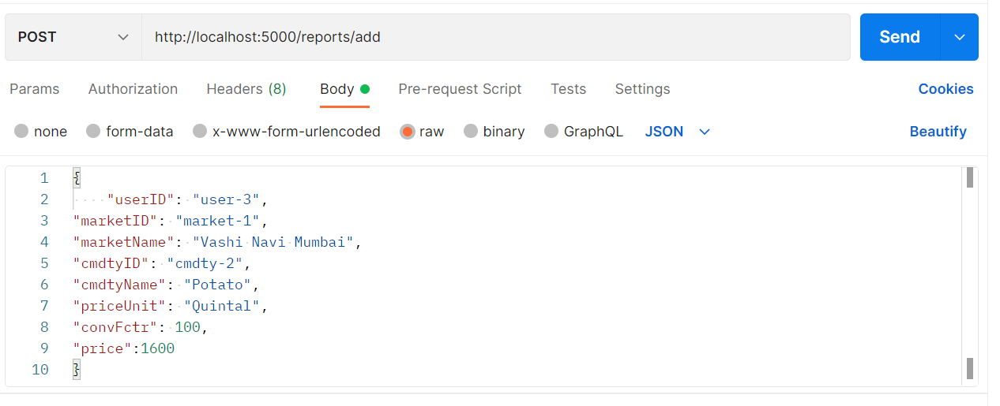 POST http://localhost:5000/reports/add Send
Params Authorization Headers (8) Body Pre-request Script Tests Settings Cookies
none form-data x-www-form-urlencoded raw binary GraphQL JSON Beautify
1 {
2 ····"userID":·"user-3",
3 "marketID":·"market-1",
4 "marketName":·"Vashi·Navi·Mumbai",
5 "cmdtyID":·"cmdty-2",
6 "cmdtyName":·"Potato",
7 "priceUnit":·"Quintal",
8 "convFctr":·100,
9 "price":1600
10 }